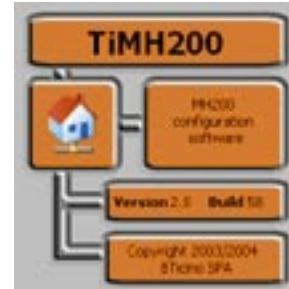 TiMH200
MH200
configuration
software
Version 2.0 Build 58
Copyright 2003/2004
BTicino SPA